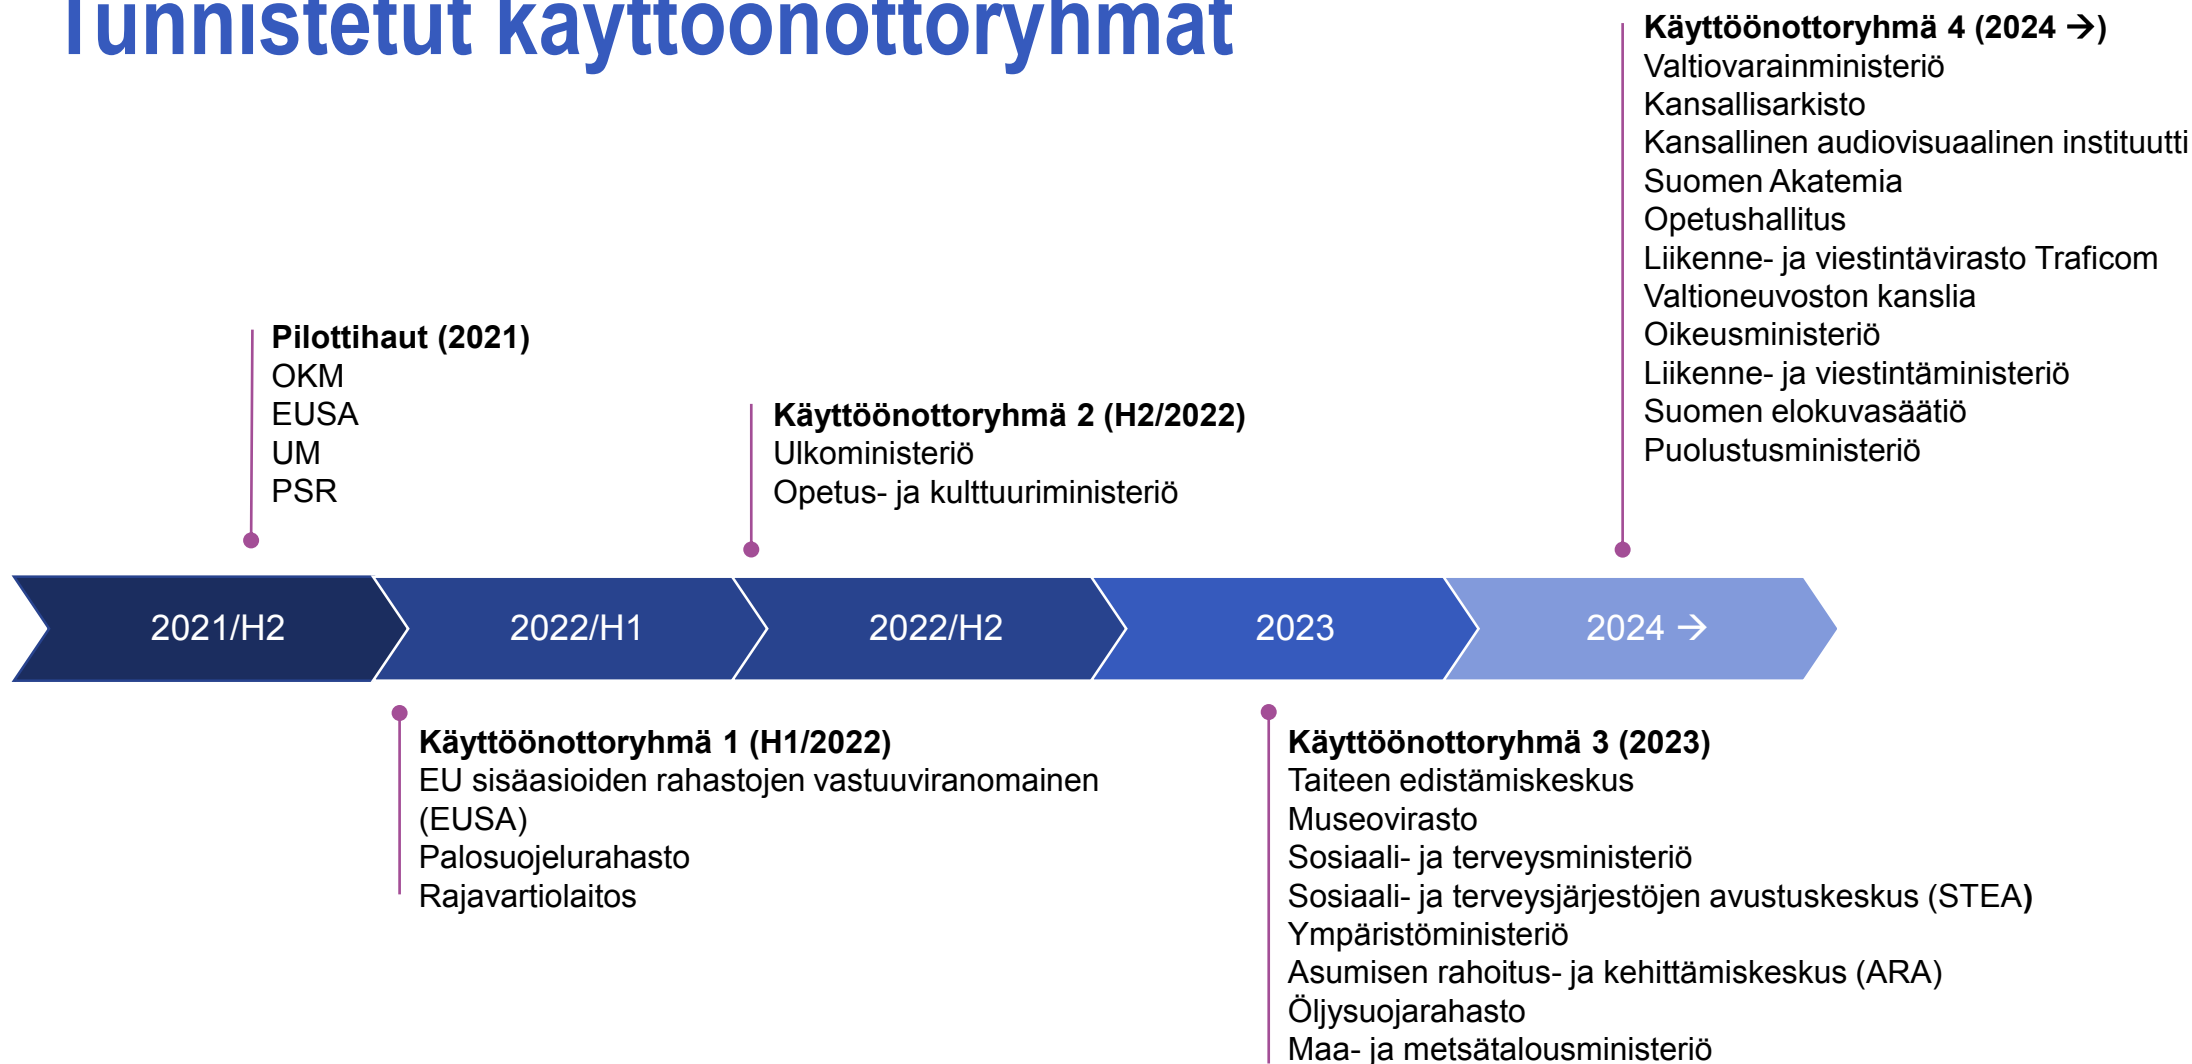 Tunnistetut käyttöönottoryhmät
Käyttöönottoryhmä 4 (2024 →)
Valtiovarainministeriö
Kansallisarkisto
Kansallinen audiovisuaalinen instituutti
Suomen Akatemia
Opetushallitus
Liikenne- ja viestintävirasto Traficom
Valtioneuvoston kanslia
Oikeusministeriö
Liikenne- ja viestintäministeriö
Suomen elokuvasäätiö
Puolustusministeriö
Pilottihaut (2021)
OKM
EUSA
UM
PSR
Käyttöönottoryhmä 2 (H2/2022)
Ulkoministeriö
Opetus- ja kulttuuriministeriö
2021/H2
2022/H1
2022/H2
2023
2024 →
Käyttöönottoryhmä 1 (H1/2022)
EU sisäasioiden rahastojen vastuuviranomainen
(EUSA)
Palosuojelurahasto
Rajavartiolaitos
Käyttöönottoryhmä 3 (2023)
Taiteen edistämiskeskus
Museovirasto
Sosiaali- ja terveysministeriö
Sosiaali- ja terveysjärjestöjen avustuskeskus (STEA)
Ympäristöministeriö
Asumisen rahoitus- ja kehittämiskeskus (ARA)
Öljysuojarahasto
Maa- ja metsätalousministeriö